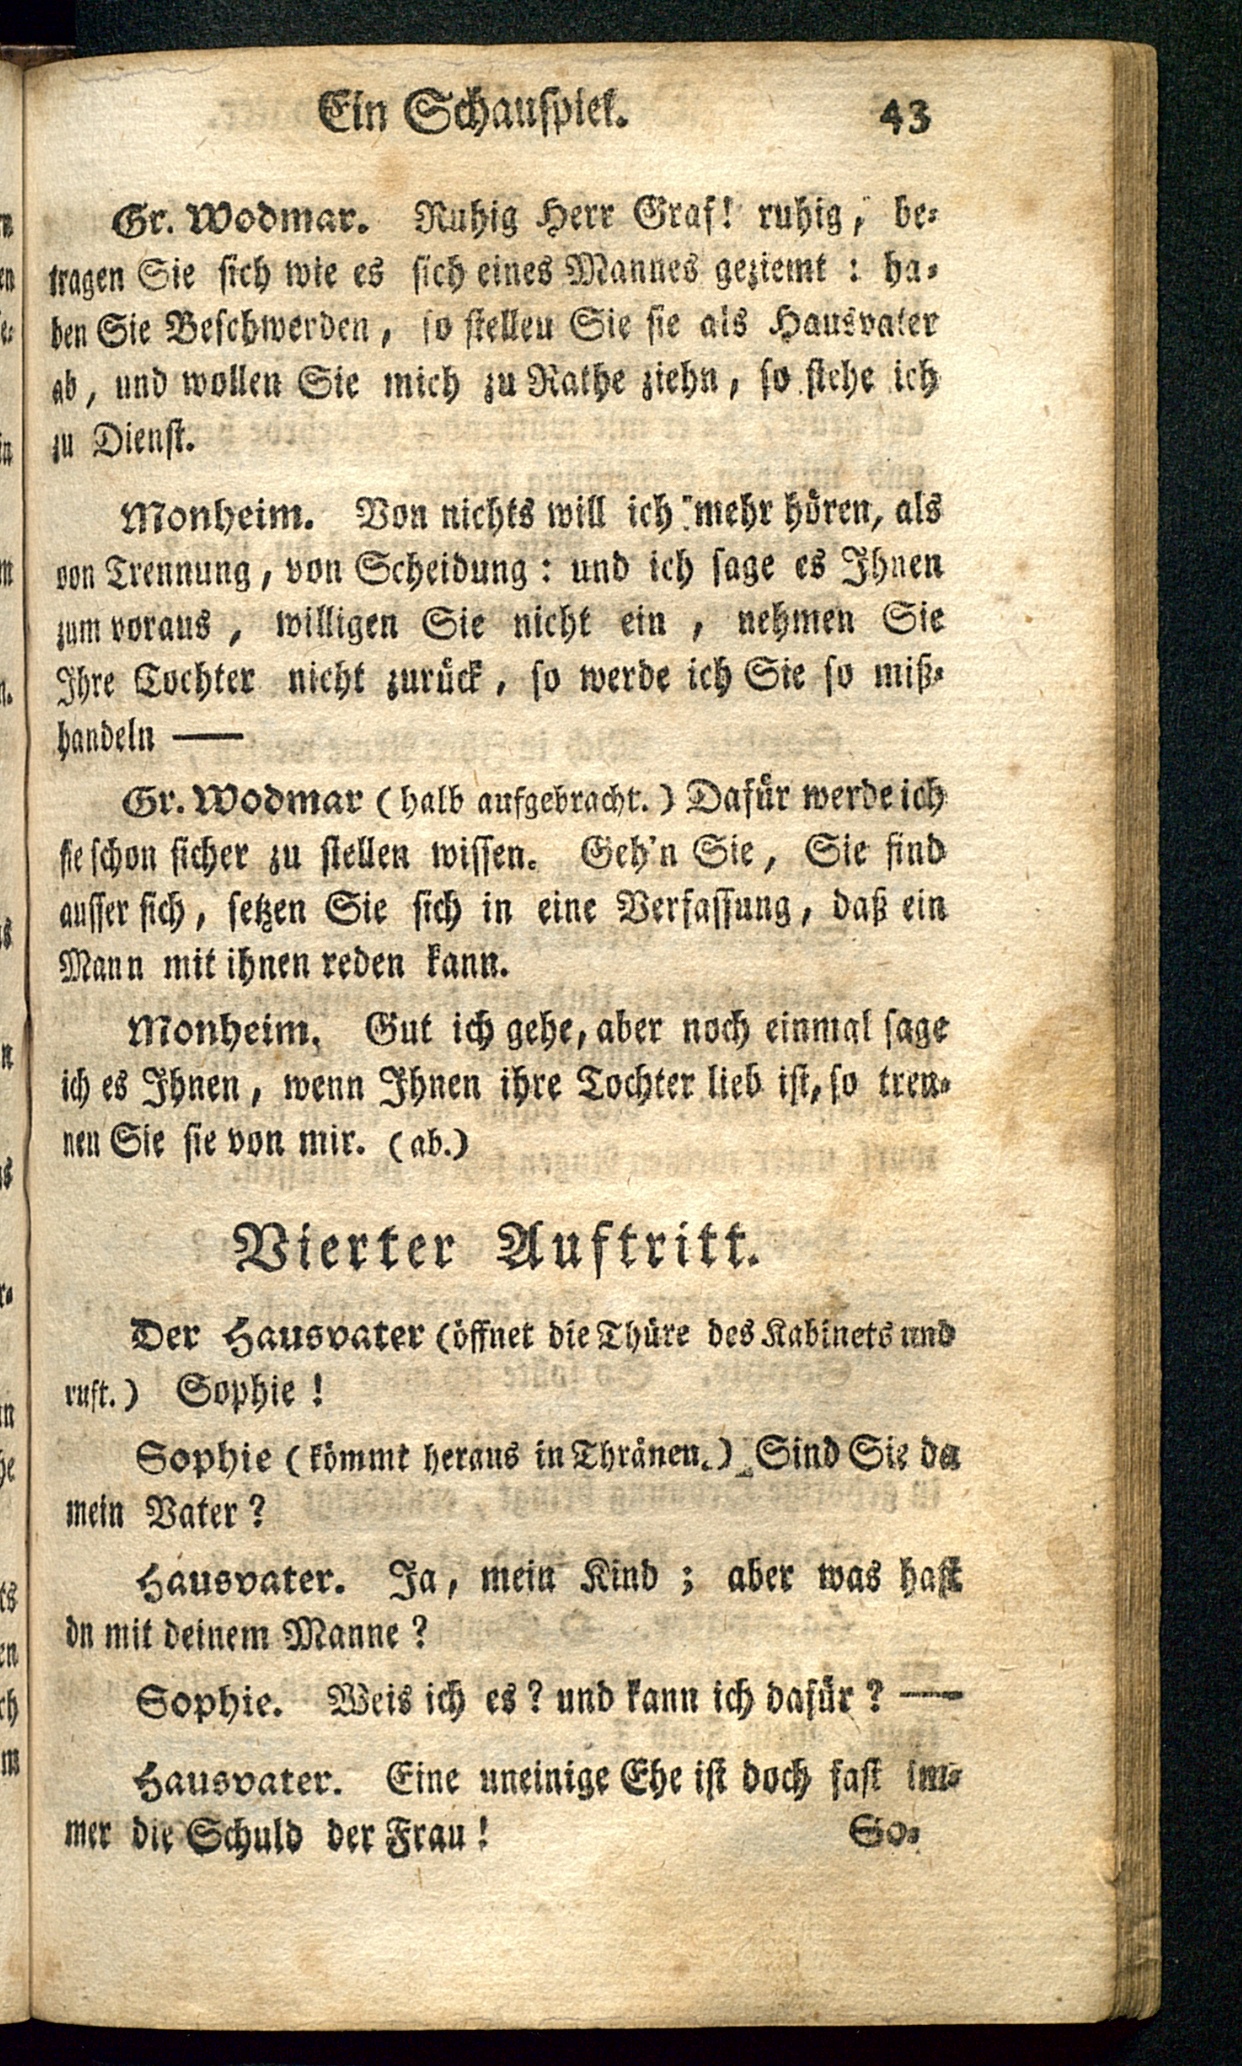 Ein Schauspiel. 43
Gr. Wodmar. Ruhig Herr Graf! ruhig, be-
tragen Sie sich wie es sich eines Mannes geziemt : ha-
ben Sie Beschwerden, so stellen Sie sie als Hausvater
ab, und wollen Sie mich zu Rathe ziehn, so stehe ich
zu Dienst.
Monheim. Von nichts will ich mehr hören, als
von Trennung, von Scheidung : und ich sage es Ihnen
zum voraus, willigen Sie nicht ein, nehmen Sie
Ihre Tochter nicht zurück, so werde ich Sie so miß-
handeln —
Gr. Wodmar (halb aufgebracht.) Dafür werde ich
sie schon sicher zu stellen wissen. Geh'n Sie, Sie sind
ausser sich, setzen Sie sich in eine Verfassung, daß ein
Mann mit ihnen reden kann.
Monheim. Gut ich gehe, aber noch einmal sage
ich es Ihnen, wenn Ihnen ihre Tochter lieb ist, so tren-
nen Sie sie von mir. (ab.)
Vierter Auftritt.
Der Hausvater (öffnet die Thüre des Kabinets und
ruft.) Sophie!
Sophie (kömmt heraus in Thränen.) Sind Sie da
mein Vater?
Hausvater. Ja, mein Kind; aber was hast
dn mit deinem Manne?
Sophie. Weis ich es? und kann ich dafür? —
Hausvater. Eine uneinige Ehe ist doch fast im-
mer die Schuld der Frau!
So-